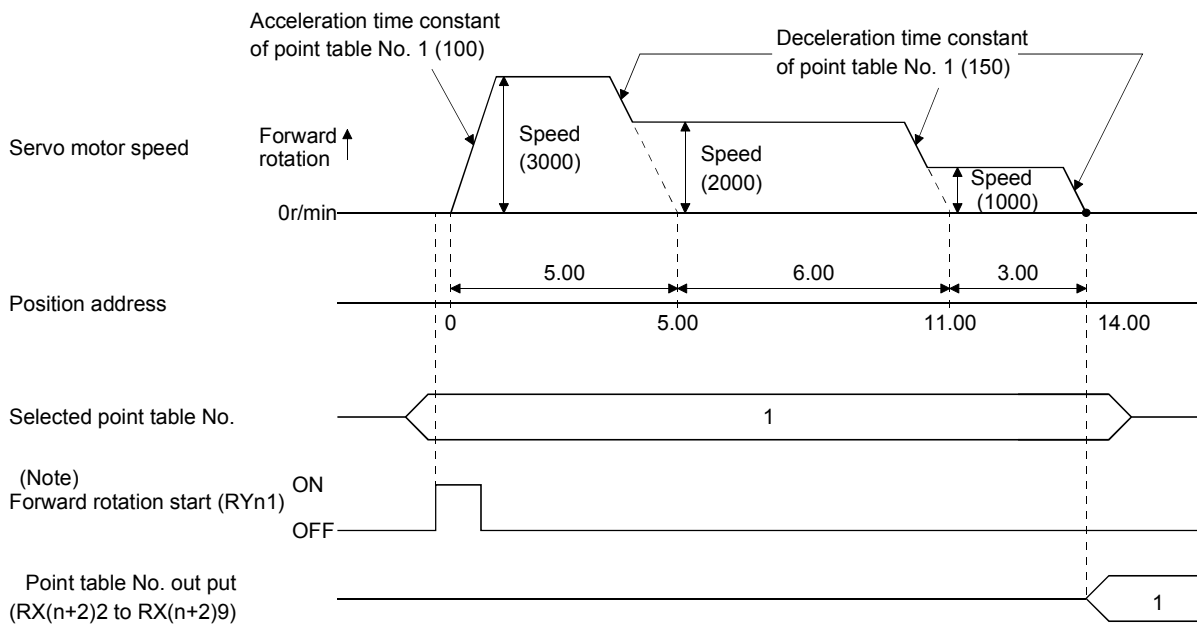 Acceleration time constant
of point table No. 1 (100)
Deceleration time constant
of point table No. 1 (150)
Servo motor speed
Forward
rotation
0r/min
Speed
(3000)
Speed
(2000)
Speed
(1000)
5.00
6.00
3.00
Position address
0
5.00
11.00
14.00
Selected point table No.
1
(Note)
Forward rotation start (RYn1)
ON
OFF
Point table No. out put
(RX(n+2)2 to RX(n+2)9)
1